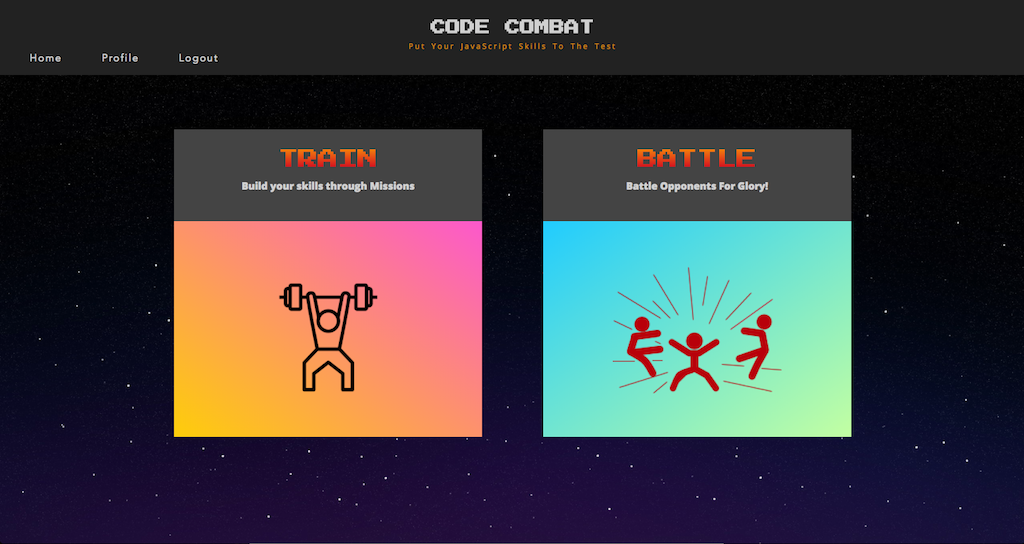 CODE COMBAT
Put Your JavaScript Skills To The Test
Home Profile Logout
TRAIN
Build your skills through Missions
BATTLE
Battle Opponents For Glory!